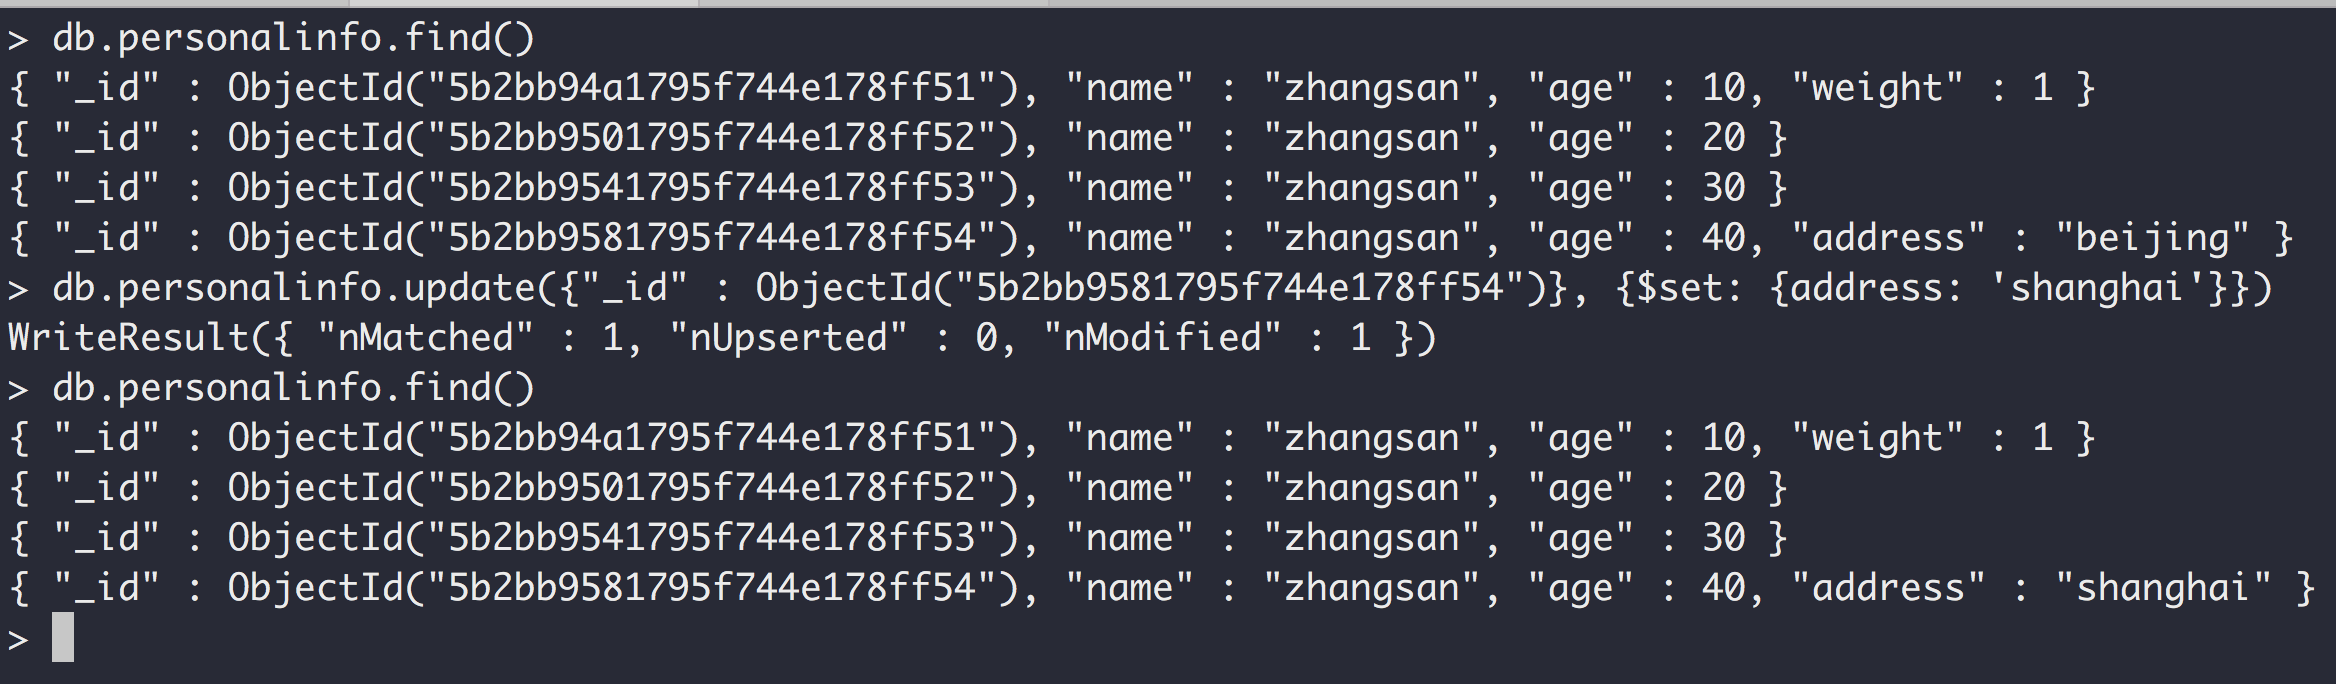 > db.personalinfo.find()
{ "_id" : ObjectId("5b2bb94a1795f744e178ff51"), "name" : "zhangsan", "age" : 10, "weight" : 1 }
{ "_id" : ObjectId("5b2bb9501795f744e178ff52"), "name" : "zhangsan", "age" : 20 }
{ "_id" : ObjectId("5b2bb9541795f744e178ff53"), "name" : "zhangsan", "age" : 30 }
{ "_id" : ObjectId("5b2bb9581795f744e178ff54"), "name" : "zhangsan", "age" : 40, "address" : "beijing" }
> db.personalinfo.update({"_id" : ObjectId("5b2bb9581795f744e178ff54")}, {$set: {address: 'shanghai'}})
WriteResult({ "nMatched" : 1, "nUpserted" : 0, "nModified" : 1 })
> db.personalinfo.find()
{ "_id" : ObjectId("5b2bb94a1795f744e178ff51"), "name" : "zhangsan", "age" : 10, "weight" : 1 }
{ "_id" : ObjectId("5b2bb9501795f744e178ff52"), "name" : "zhangsan", "age" : 20 }
{ "_id" : ObjectId("5b2bb9541795f744e178ff53"), "name" : "zhangsan", "age" : 30 }
{ "_id" : ObjectId("5b2bb9581795f744e178ff54"), "name" : "zhangsan", "age" : 40, "address" : "shanghai" }
>